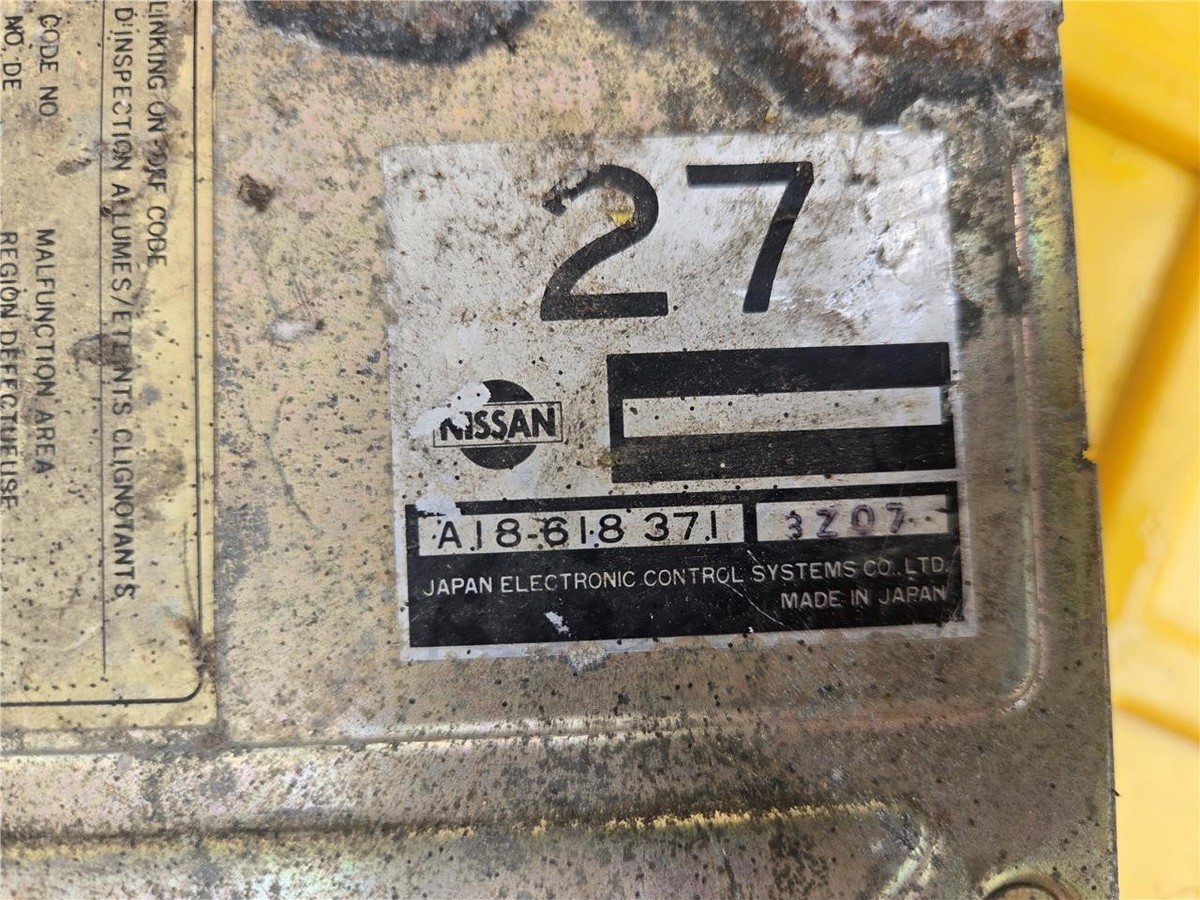 27
NISSAN
A18-618 371 3Z07
JAPAN ELECTRONIC CONTROL SYSTEMS CO., LTD.
MADE IN JAPAN
LINKING ON
CODE
D'INSPECTION ALLUMES/ETEINTS CLIGNOTANTS
CODE NO. MALFUNCTION AREA
NO. DE REGION DEFECTUEUSE